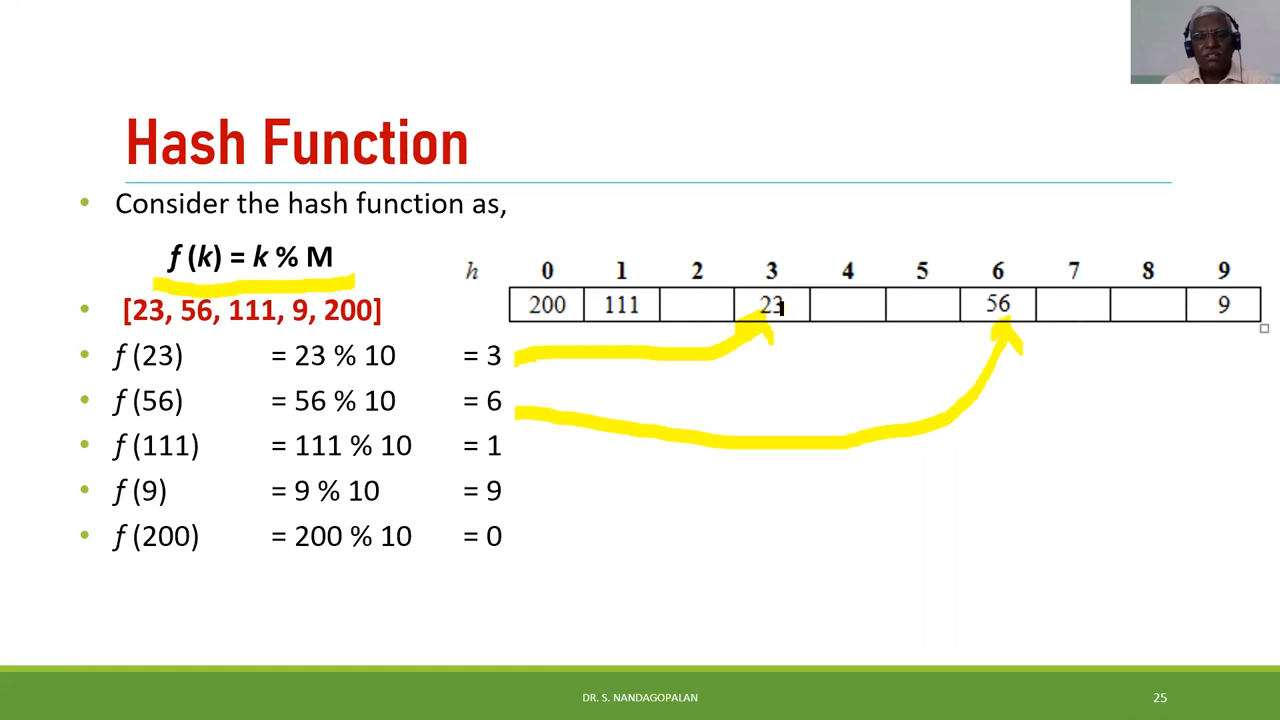 Hash Function
• Consider the hash function as,
f (k) = k % M
• [23, 56, 111, 9, 200]
• f (23) = 23 % 10 = 3
• f (56) = 56 % 10 = 6
• f (111) = 111 % 10 = 1
• f (9) = 9 % 10 = 9
• f (200) = 200 % 10 = 0
h 0 1 2 3 4 5 6 7 8 9
200 111 23 56 9
DR. S. NANDAGOPALAN 25